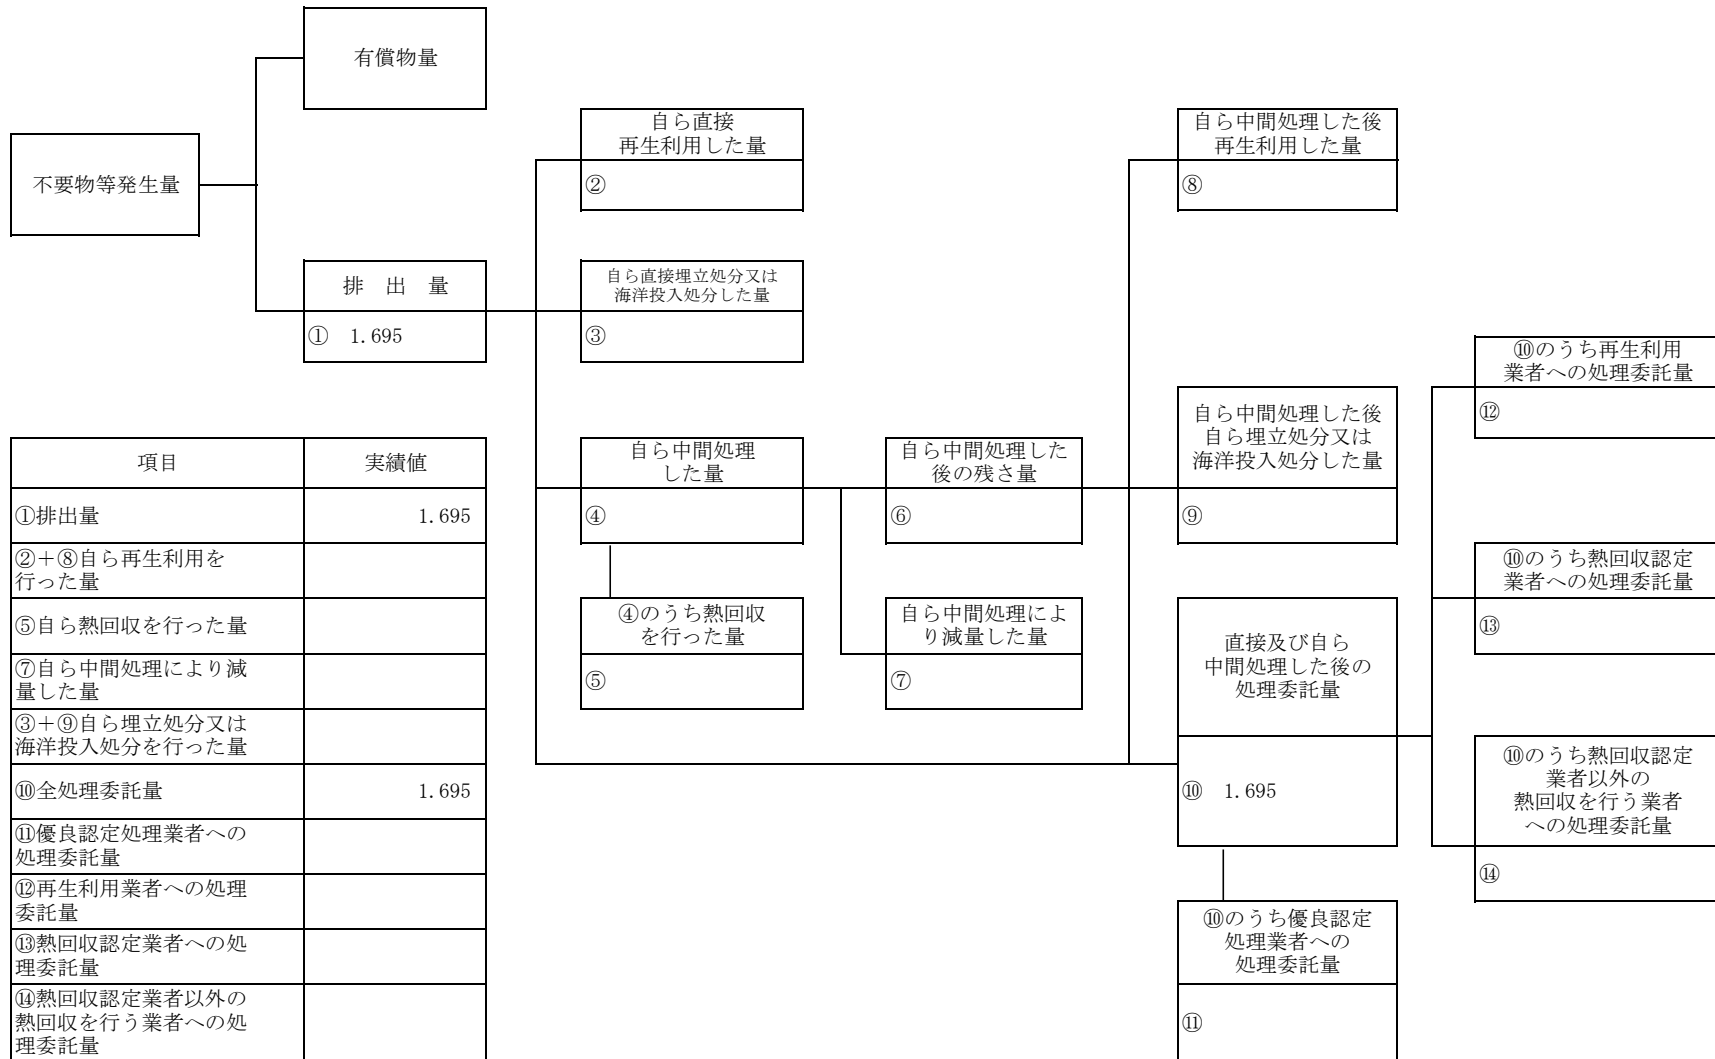 有償物量
不要物等発生量
排　出　量
① 1.695
自ら直接
再生利用した量
②
自ら直接埋立処分又は
海洋投入処分した量
③
自ら中間処理
した量
④
④のうち熱回収
を行った量
⑤
自ら中間処理した
後の残さ量
⑥
自ら中間処理によ
り減量した量
⑦
自ら中間処理した後
再生利用した量
⑧
自ら中間処理した後
自ら埋立処分又は
海洋投入処分した量
⑨
直接及び自ら
中間処理した後の
処理委託量
⑩ 1.695
⑩のうち優良認定
処理業者への
処理委託量
⑪
⑩のうち再生利用
業者への処理委託量
⑫
⑩のうち熱回収認定
業者への処理委託量
⑬
⑩のうち熱回収認定
業者以外の
熱回収を行う業者
への処理委託量
⑭
項目 実績値
①排出量 1.695
②＋⑧自ら再生利用を
行った量
⑤自ら熱回収を行った量
⑦自ら中間処理により減
量した量
③＋⑨自ら埋立処分又は
海洋投入処分を行った量
⑩全処理委託量 1.695
⑪優良認定処理業者への
処理委託量
⑫再生利用業者への処理
委託量
⑬熱回収認定業者への処
理委託量
⑭熱回収認定業者以外の
熱回収を行う業者への処
理委託量